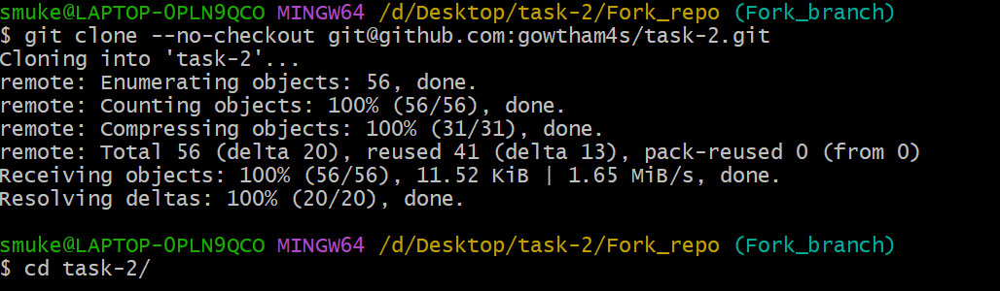 smuke@LAPTOP-OPLN9QCO MINGW64 /d/Desktop/task-2/Fork_repo (Fork_branch)
$ git clone --no-checkout git@github.com:gowtham4s/task-2.git
Cloning into 'task-2'...
remote: Enumerating objects: 56, done.
remote: Counting objects: 100% (56/56), done.
remote: Compressing objects: 100% (31/31), done.
remote: Total 56 (delta 20), reused 41 (delta 13), pack-reused 0 (from 0)
Receiving objects: 100% (56/56), 11.52 KiB | 1.65 MiB/s, done.
Resolving deltas: 100% (20/20), done.
smuke@LAPTOP-OPLN9QCO MINGW64 /d/Desktop/task-2/Fork_repo (Fork_branch)
$ cd task-2/